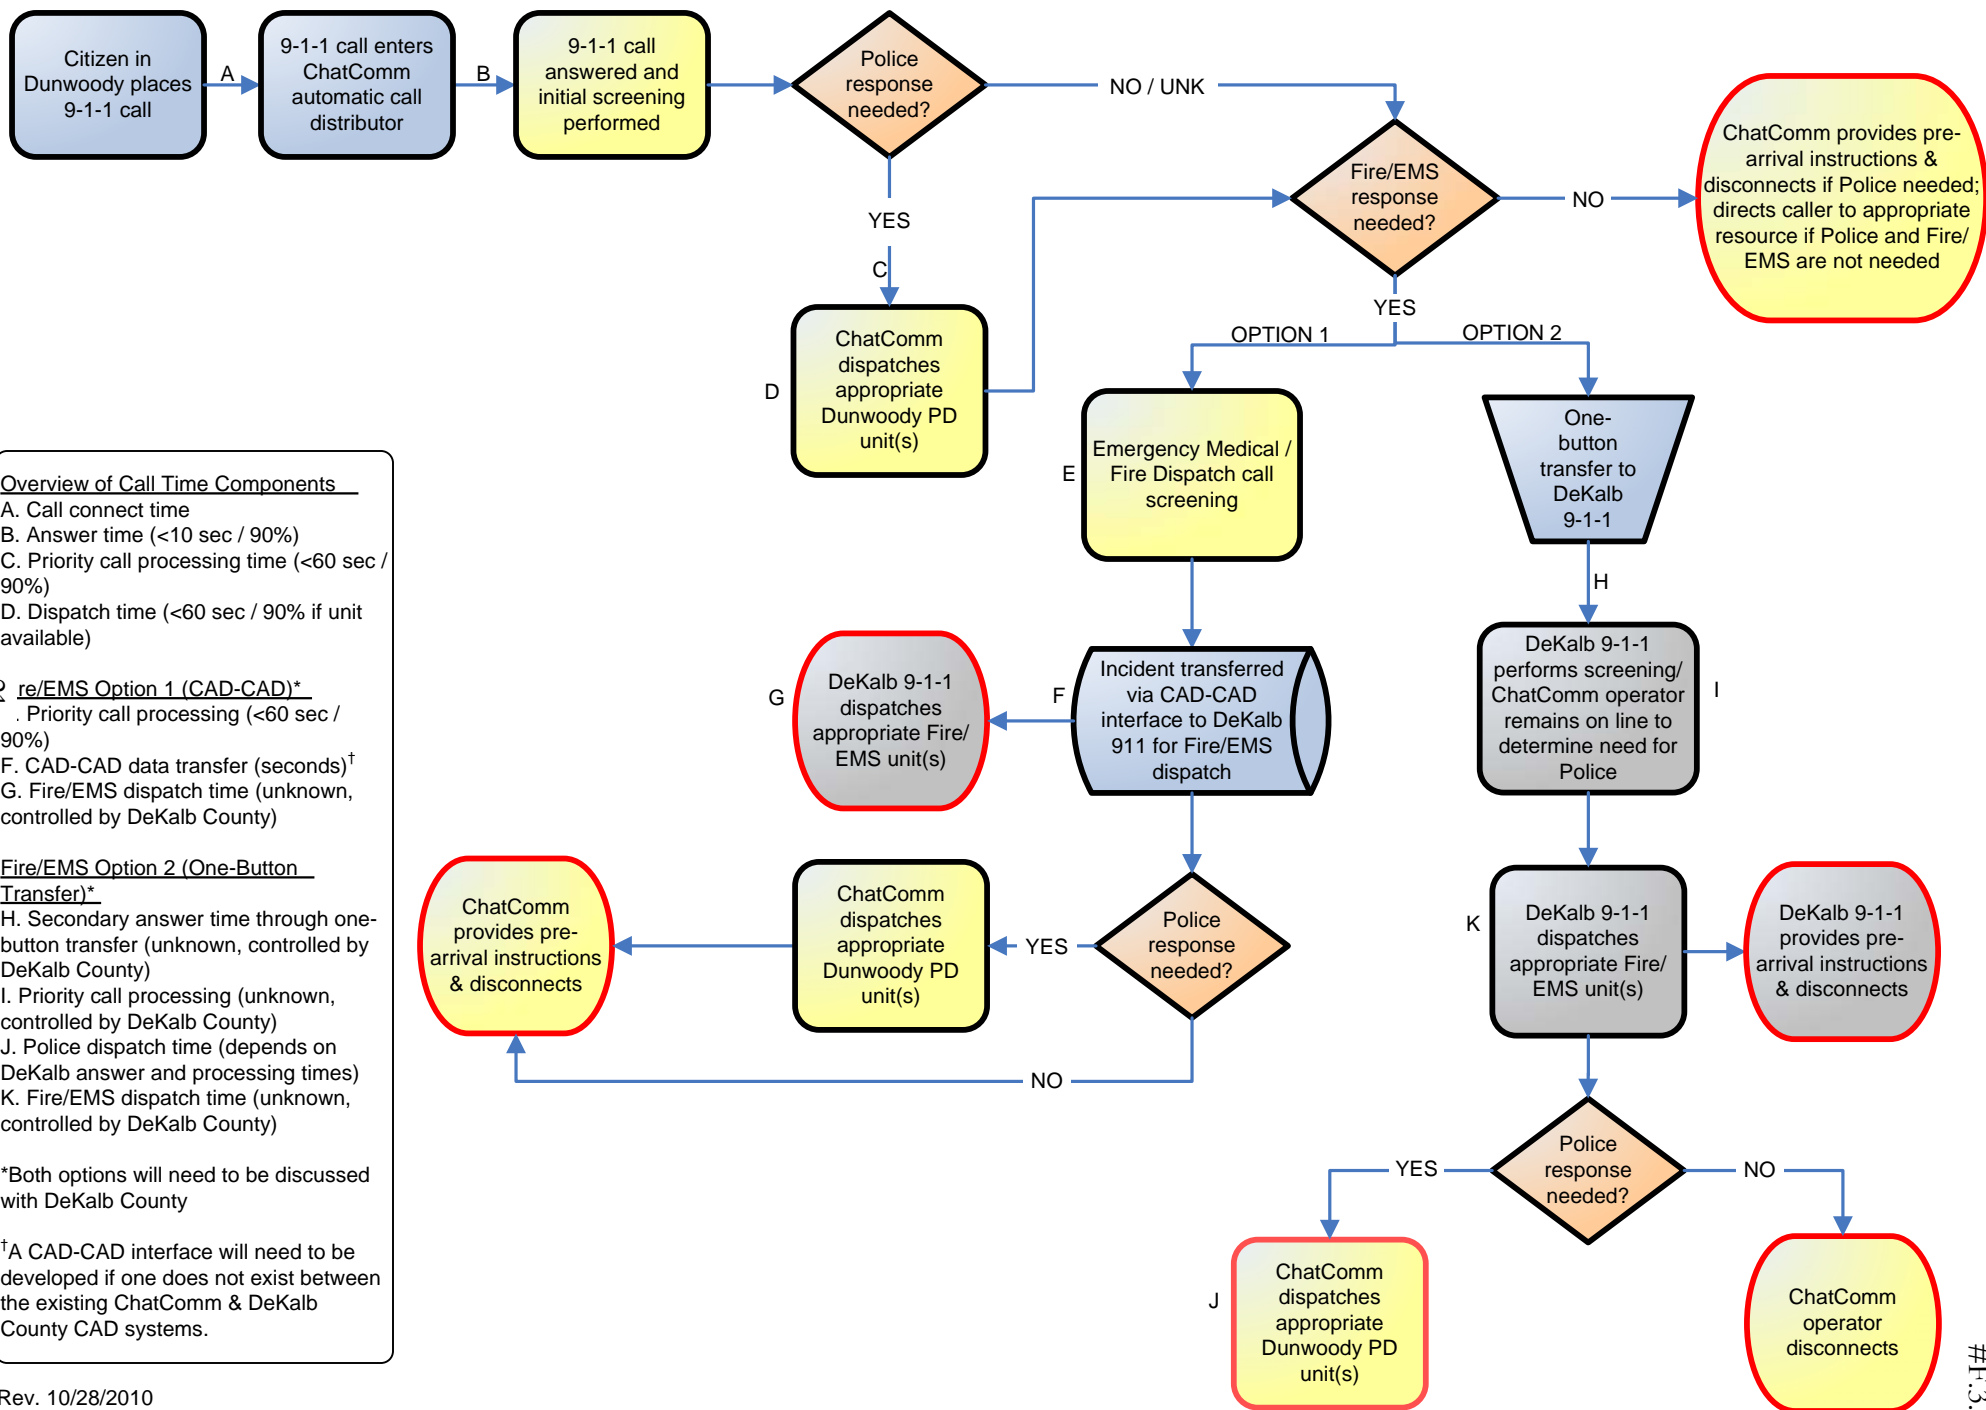 Citizen in
Dunwoody places
9-1-1 call
A
9-1-1 call enters
ChatComm
automatic call
distributor
B
9-1-1 call
answered and
initial screening
performed
Police
response
needed?
NO / UNK
YES
C
Fire/EMS
response
needed?
NO
ChatComm provides pre-
arrival instructions &
disconnects if Police needed;
directs caller to appropriate
resource if Police and Fire/
EMS are not needed
YES
OPTION 1
OPTION 2
D
ChatComm
dispatches
appropriate
Dunwoody PD
unit(s)
E
Emergency Medical /
Fire Dispatch call
screening
One-
button
transfer to
DeKalb
9-1-1
H
G
DeKalb 9-1-1
dispatches
appropriate Fire/
EMS unit(s)
F
Incident transferred
via CAD-CAD
interface to DeKalb
911 for Fire/EMS
dispatch
DeKalb 9-1-1
performs screening/
ChatComm operator
remains on line to
determine need for
Police
I
ChatComm
provides pre-
arrival instructions
& disconnects
ChatComm
dispatches
appropriate
Dunwoody PD
unit(s)
YES
Police
response
needed?
NO
K
DeKalb 9-1-1
dispatches
appropriate Fire/
EMS unit(s)
DeKalb 9-1-1
provides pre-
arrival instructions
& disconnects
Police
response
needed?
YES
NO
J
ChatComm
dispatches
appropriate
Dunwoody PD
unit(s)
ChatComm
operator
disconnects
Overview of Call Time Components
A. Call connect time
B. Answer time (<10 sec / 90%)
C. Priority call processing time (<60 sec /
90%)
D. Dispatch time (<60 sec / 90% if unit
available)
re/EMS Option 1 (CAD-CAD)*
. Priority call processing (<60 sec /
90%)
F. CAD-CAD data transfer (seconds)†
G. Fire/EMS dispatch time (unknown,
controlled by DeKalb County)
Fire/EMS Option 2 (One-Button
Transfer)*
H. Secondary answer time through one-
button transfer (unknown, controlled by
DeKalb County)
I. Priority call processing (unknown,
controlled by DeKalb County)
J. Police dispatch time (depends on
DeKalb answer and processing times)
K. Fire/EMS dispatch time (unknown,
controlled by DeKalb County)
*Both options will need to be discussed
with DeKalb County
†A CAD-CAD interface will need to be
developed if one does not exist between
the existing ChatComm & DeKalb
County CAD systems.
Rev. 10/28/2010
#F.3.